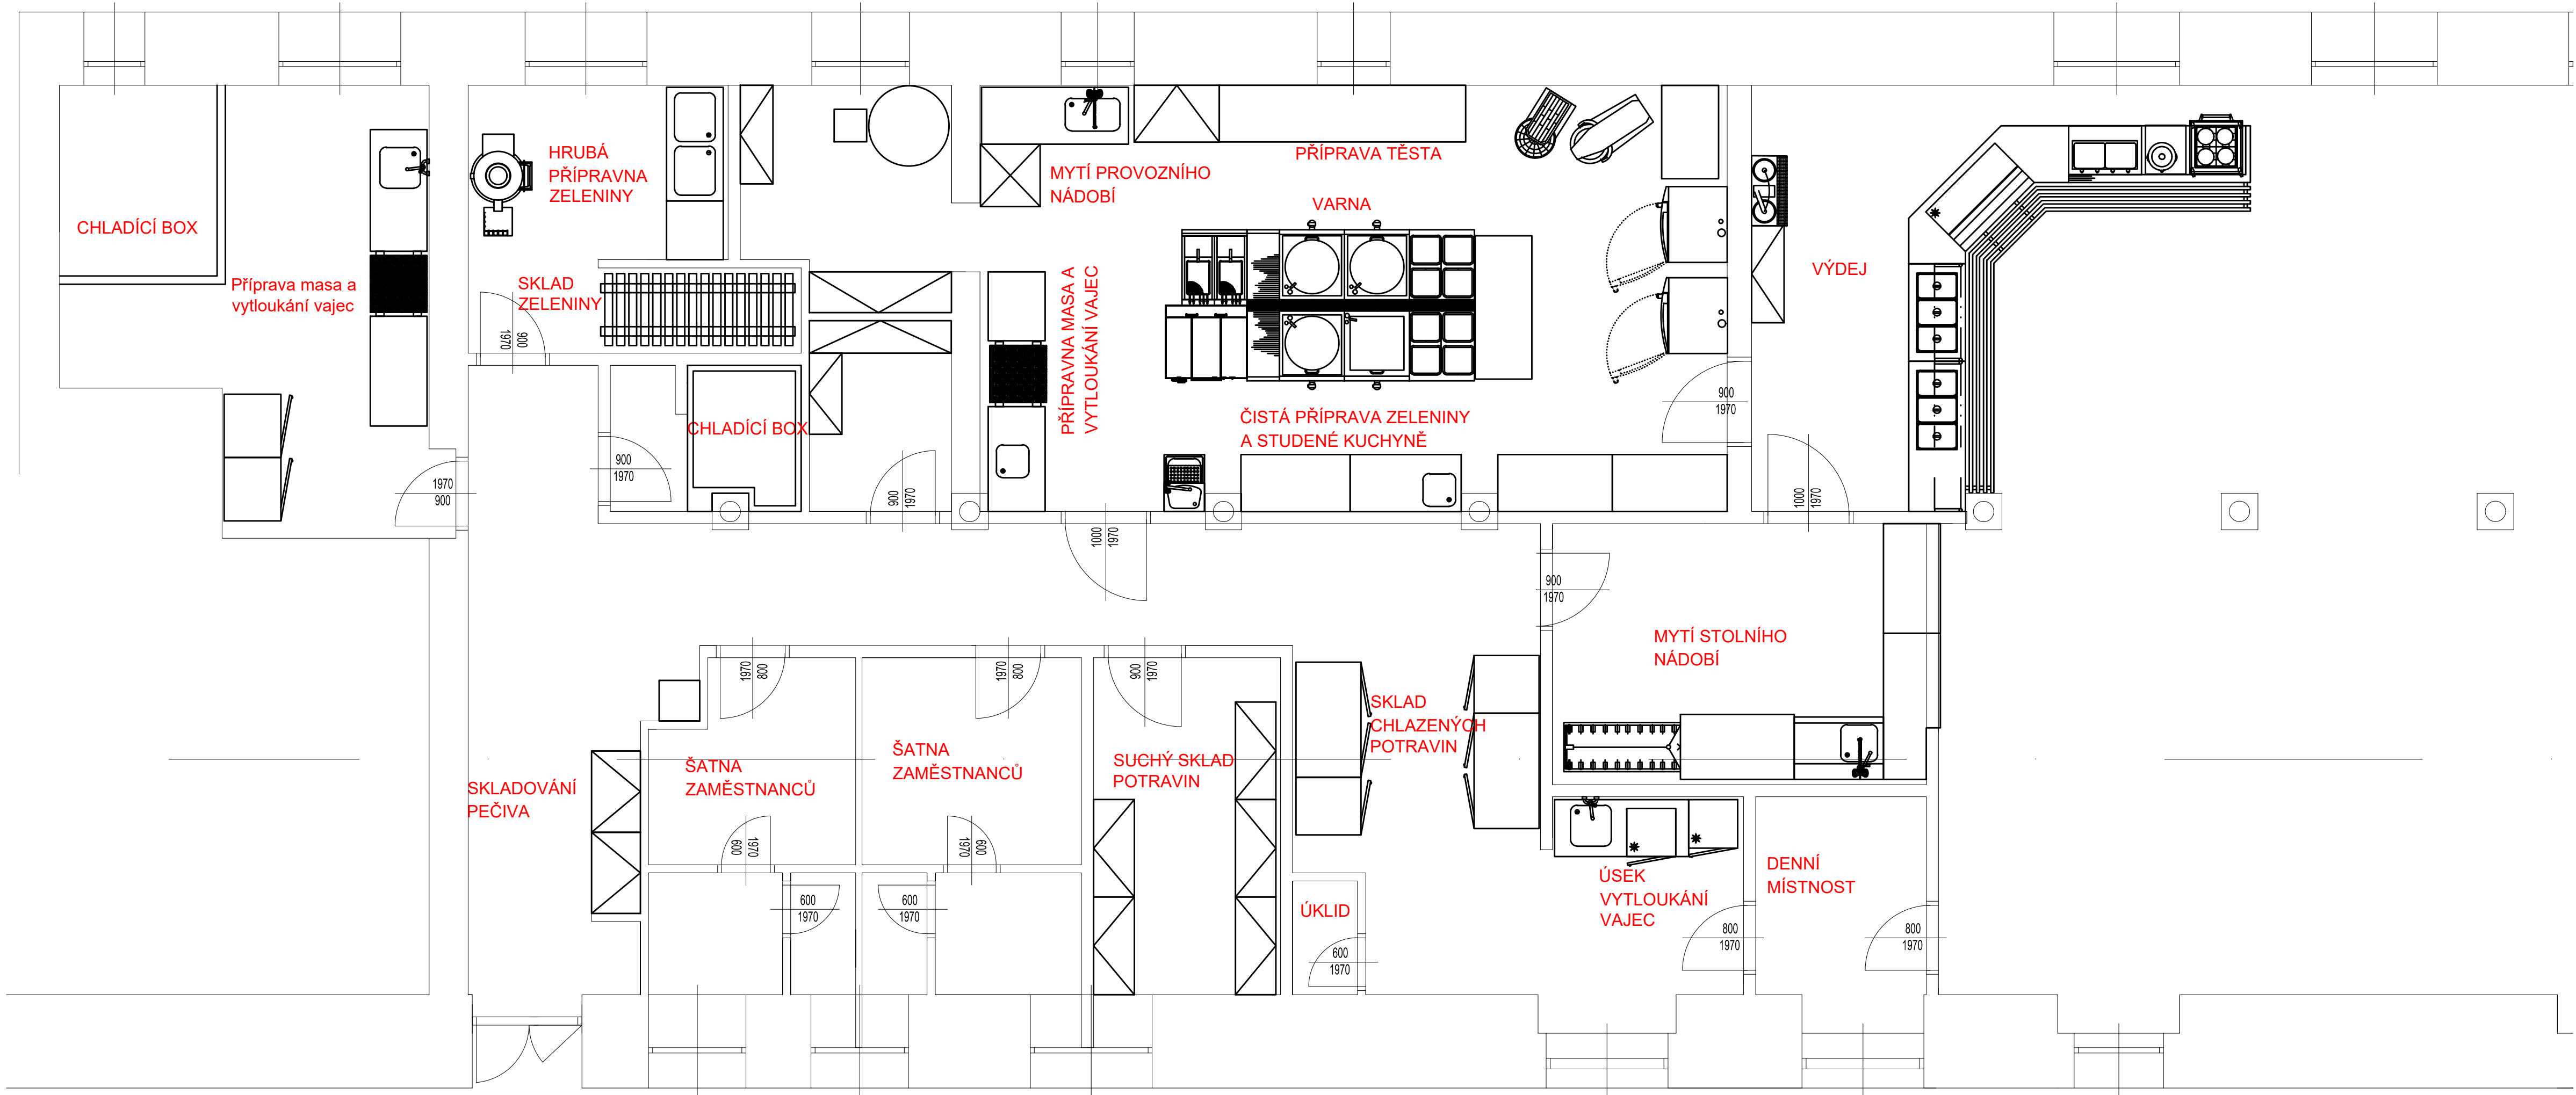 HRUBÁ
PŘÍPRAVNA
ZELENINY
CHLADÍCÍ BOX
Příprava masa a
vytloukání vajec
SKLAD
ZELENINY
900
1970
MYTÍ PROVOZNÍHO
NÁDOBÍ
PŘÍPRAVA TĚSTA
VARNA
PŘÍPRAVNA MASA A
VYTLOUKÁNÍ VAJEC
VÝDEJ
CHLADÍCÍ BOX
ČISTÁ PŘÍPRAVA ZELENINY
A STUDENÉ KUCHYNĚ
900
1970
1970
900
900
1970
900
1970
1000
1970
1000
1970
900
1970
MYTÍ STOLNÍHO
NÁDOBÍ
1970
800
1970
800
900
1970
SKLAD
CHLAZENÝCH
POTRAVIN
SKLADOVÁNÍ
PEČIVA
ŠATNA
ZAMĚSTNANCŮ
ŠATNA
ZAMĚSTNANCŮ
SUCHÝ SKLAD
POTRAVIN
600
1970
1970
600
600
1970
600
1970
ÚKLID
600
1970
ÚSEK
VYTLOUKÁNÍ
VAJEC
DENNÍ
MÍSTNOST
800
1970
800
1970